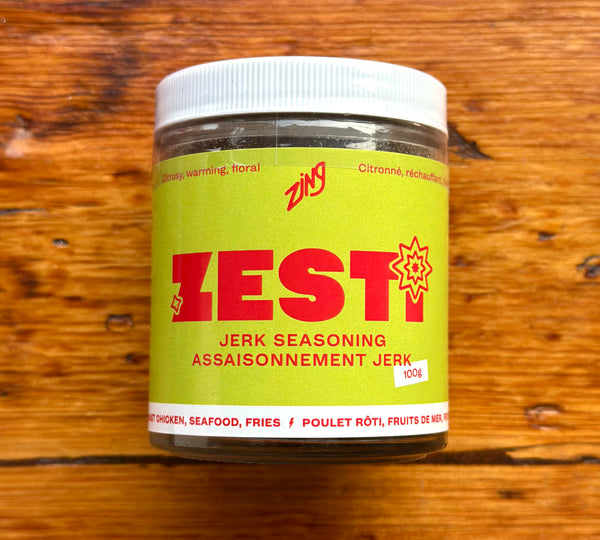 Citrusy, warming, floral
zing
Citronné, réchauffant,
ZESTI
JERK SEASONING
ASSAISONNEMENT JERK
100g
CHICKEN, SEAFOOD, FRIES
POULET RÔTI, FRUITS DE MER,